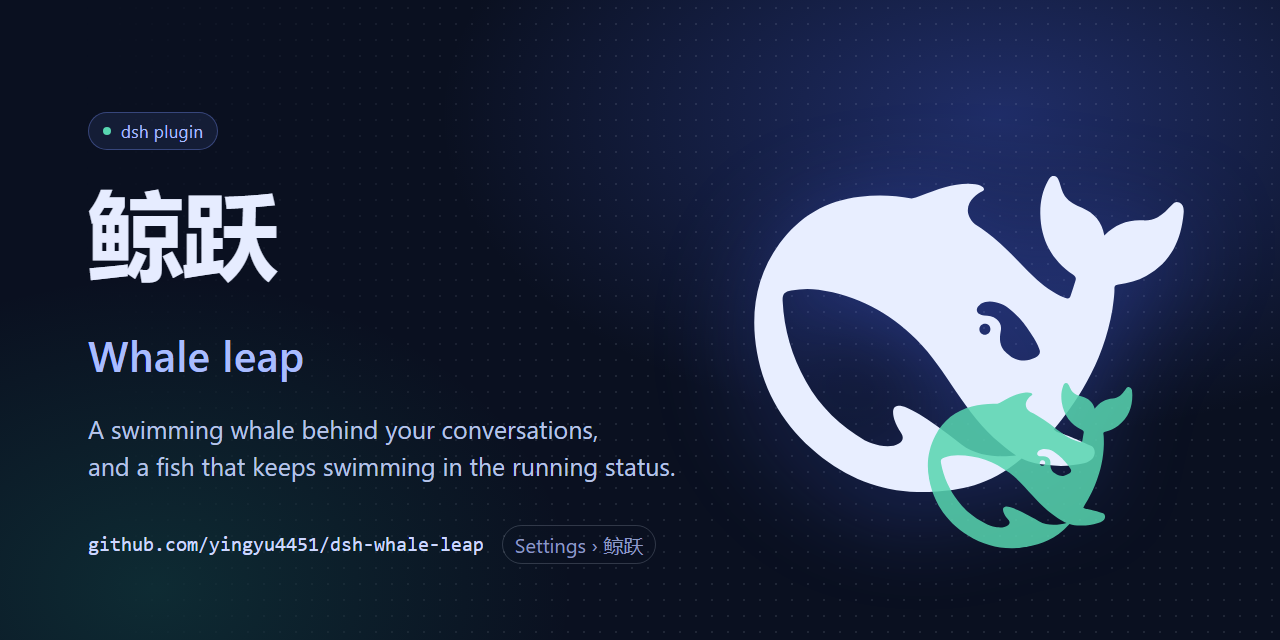 dsh plugin
鲸跃
Whale leap
A swimming whale behind your conversations,
and a fish that keeps swimming in the running status.
github.com/yingyu4451/dsh-whale-leap
Settings › 鲸跃